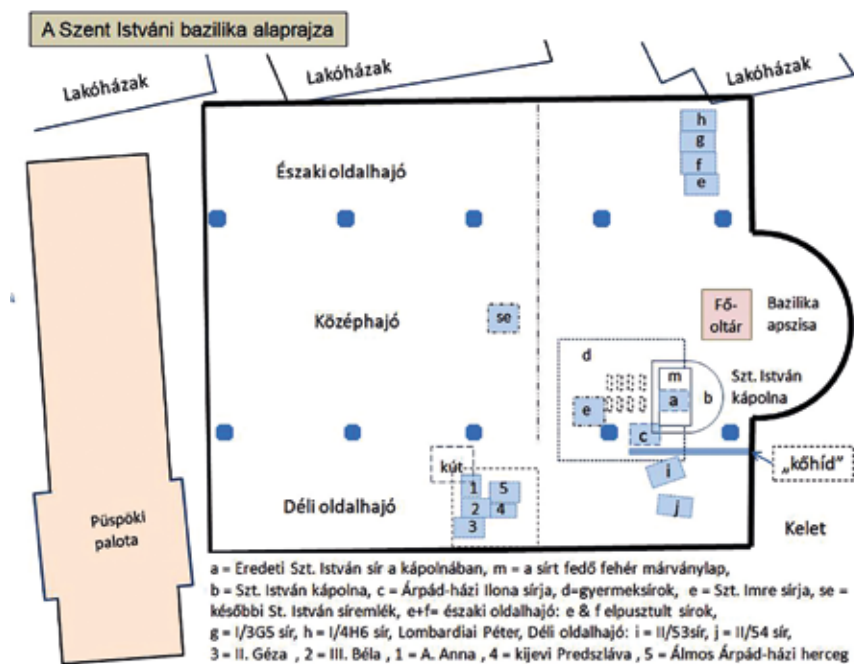 A Szent Istváni bazilika alaprajza
Lakóházak
Lakóházak
Lakóházak
h
g
f
e
Északi oldalhajó
Középhajó
se
Fő-
oltár
Bazilika
apszisa
d
m
a
b
Szt. István
kápolna
e
c
kút
i
„kőhíd”
1
5
2
4
3
j
Déli oldalhajó
Kelet
Püspöki
palota
a = Eredeti Szt. István sír a kápolnában, m = a sírt fedő fehér márványlap,
b = Szt. István kápolna, c = Árpád-házi Ilona sírja, d=gyermeksírok, e = Szt. Imre sírja, se =
későbbi St. István síremlék, e+f= északi oldalhajó: e & f elpusztult sírok,
g = I/3G5 sír, h = I/4H6 sír, Lombardiai Péter, Déli oldalhajó: i = II/53sír, j = II/54 sír,
3 = II. Géza , 2 = III. Béla , 1 = A. Anna , 4 = kijevi Predszláva , 5 = Álmos Árpád-házi herceg